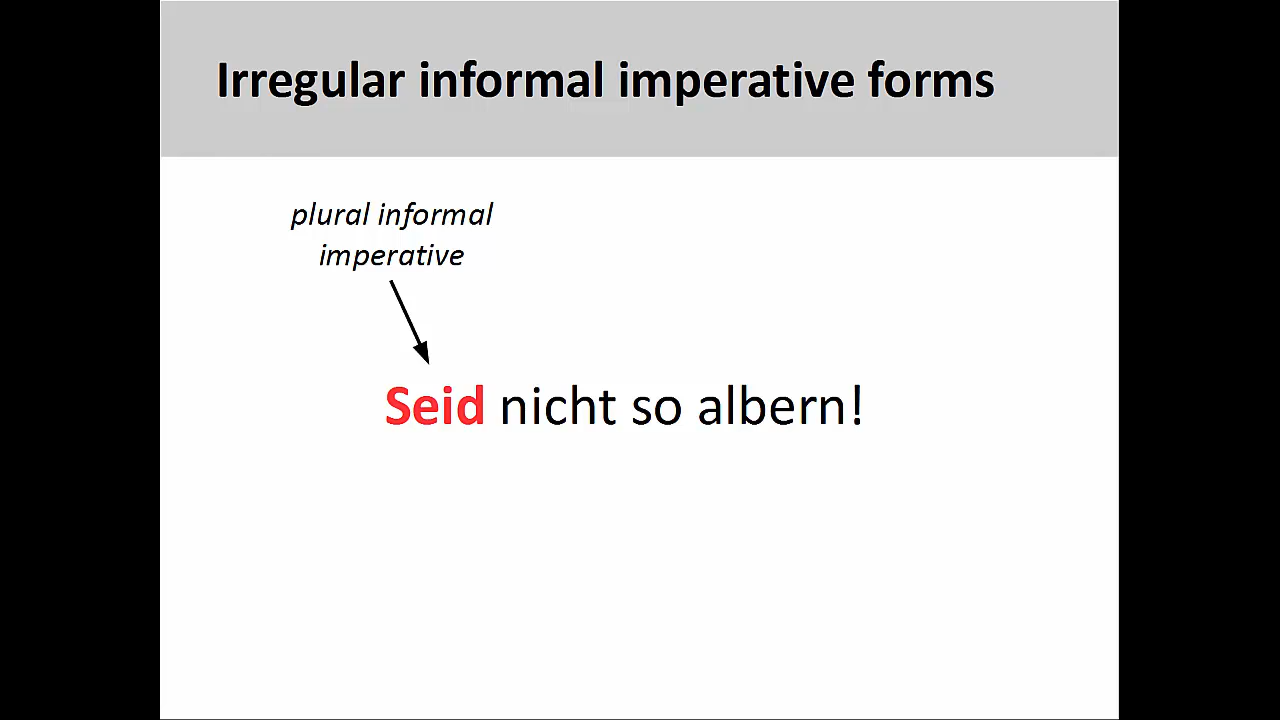 Irregular informal imperative forms
plural informal
imperative
Seid nicht so albern!